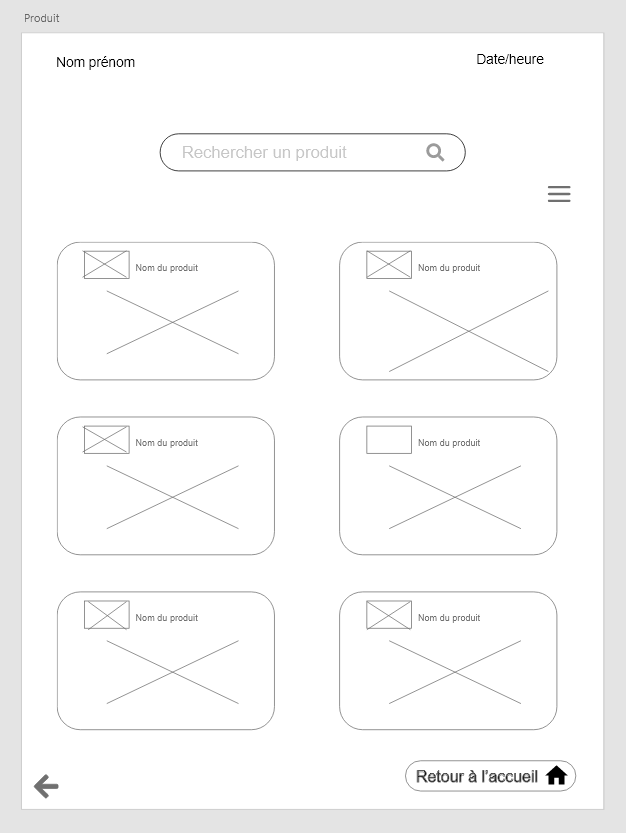 Produit
Nom prénom
Date/heure
Rechercher un produit
Nom du produit
Nom du produit
Nom du produit
Nom du produit
Nom du produit
Nom du produit
Retour à l'accueil